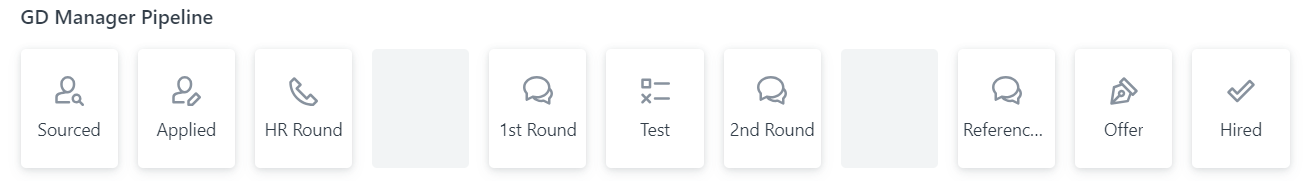 GD Manager Pipeline
Sourced
Applied
HR Round
1st Round
Test
2nd Round
Referenc...
Offer
Hired